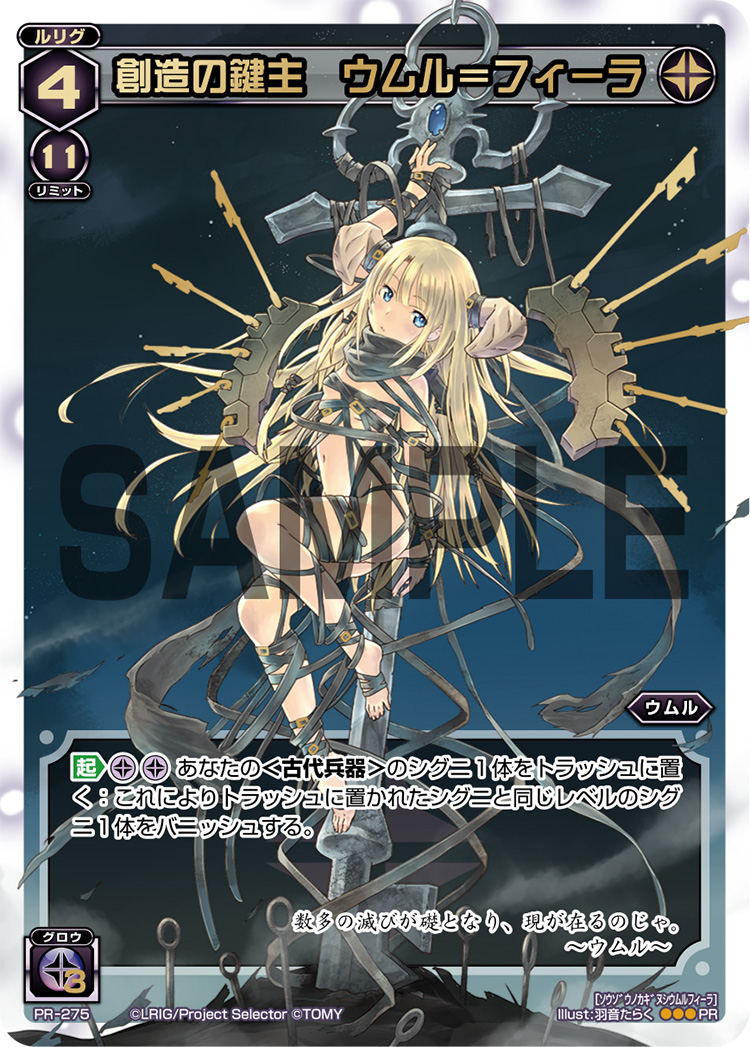 ルリグ
4
創造の鍵主 ウムル=フィーラ
11
リミット
SAMPLE
ウムル
起 あなたの<古代兵器>のシグニ1体をトラッシュに置
く:これによりトラッシュに置かれたシグニと同じレベルのシグ
ニ1体をバニッシュする。
数多の滅びが礎となり、現が在るのじゃ。
~ウムル~
グロウ
3
[ソウゾウノカギヌシウムルフィーラ]
PR-275 ©LRIG/Project Selector ©TOMY Illust:羽音たらく PR